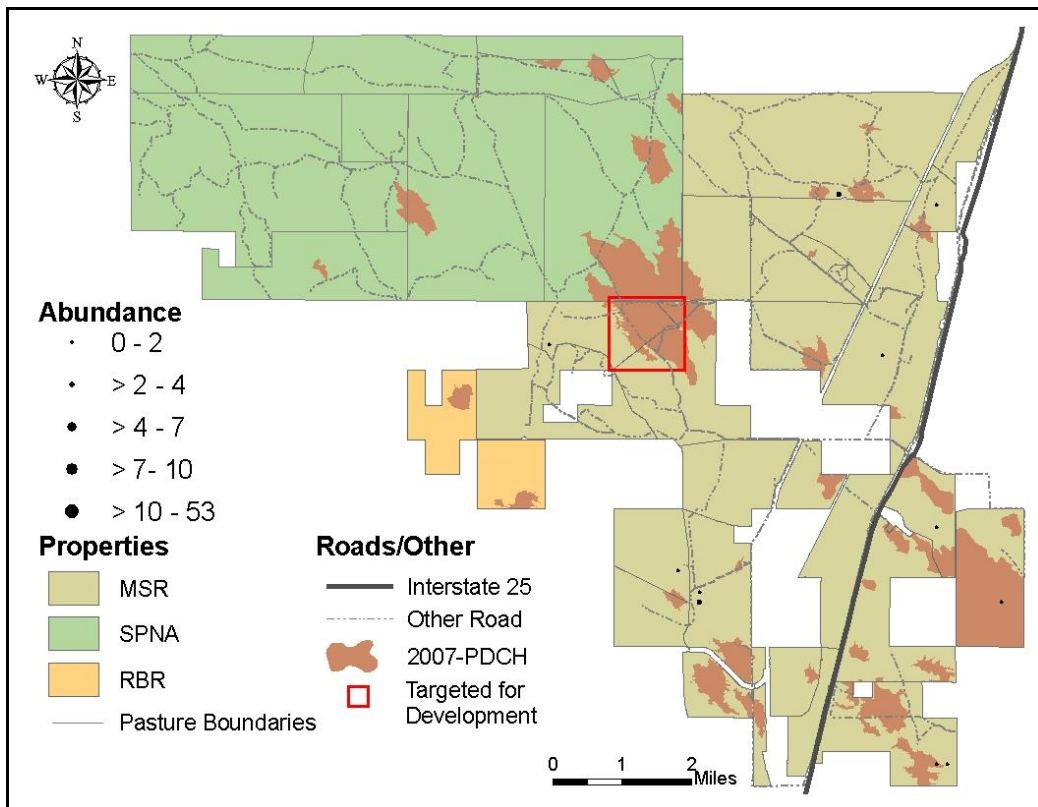 N
W E
S
Abundance
0 - 2
> 2 - 4
> 4 - 7
> 7- 10
> 10 - 53
Properties
MSR
SPNA
RBR
Pasture Boundaries
Roads/Other
Interstate 25
Other Road
2007-PDCH
Targeted for
Development
0 1 2
Miles